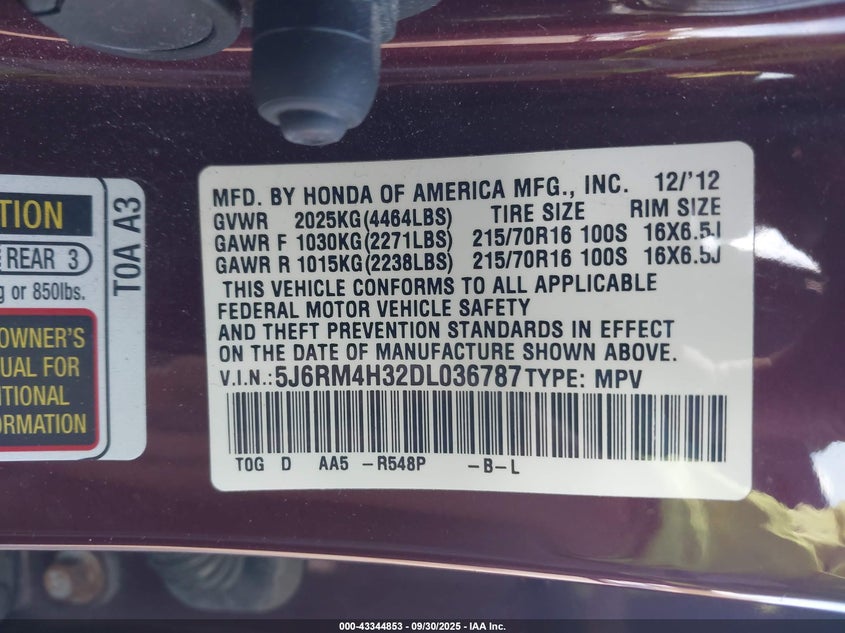 TION
REAR 3
g or 850lbs.
OWNER'S
UAL FOR
ITIONAL
ORMATION
T0A A3
MFD. BY HONDA OF AMERICA MFG., INC. 12/'12
GVWR 2025KG(4464LBS) TIRE SIZE RIM SIZE
GAWR F 1030KG(2271LBS) 215/70R16 100S 16X6.5J
GAWR R 1015KG(2238LBS) 215/70R16 100S 16X6.5J
THIS VEHICLE CONFORMS TO ALL APPLICABLE
FEDERAL MOTOR VEHICLE SAFETY
AND THEFT PREVENTION STANDARDS IN EFFECT
ON THE DATE OF MANUFACTURE SHOWN ABOVE.
V.I.N.:5J6RM4H32DL036787 TYPE: MPV
T0G D AA5 -R548P -B-L
000-43344853 - 09/30/2025 - IAA Inc.